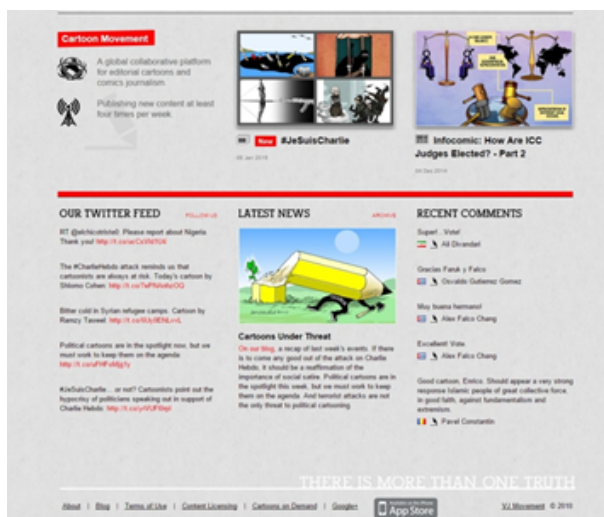 Cartoon Movement
A global collaborative platform
for editorial cartoons and
comics journalism.
Publishing new content at least
four times per week.
New #JeSuisCharlie
Infocomic: How Are ICC
Judges Elected? - Part 2
OUR TWITTER FEED
FOLLOW US
RT @elchicotriste8: Please report about Nigeria.
Thank you!
The #CharlieHebdo attack reminds us that
cartoonists are always at risk. Today's cartoon by
Shlomo Cohen:
Bitter cold in Syrian refugee camps. Cartoon by
Ramzy Taweel:
Political cartoons are in the spotlight now, but we
must work to keep them on the agenda
#JeSuisCharlie... or not? Cartoonists point out the
hypocrisy of politicians speaking out in support of
Charlie Hebdo:
LATEST NEWS
ARCHIVE
Cartoons Under Threat
On our blog, a recap of last week's events. If there
is to come any good out of the attack on Charlie
Hebdo, it should be a reaffirmation of the
importance of social satire. Political cartoons are in
the spotlight this week, but we must work to keep
them on the agenda. And terrorist attacks are not
the only threat to political cartooning.
RECENT COMMENTS
Super!.. Vote!
Ali Divandari
Gracias Faruk y Falco
Osvaldo Gutierrez Gomez
Muy buena hermano!
Alex Falco Chang
Excellent! Vote
Alex Falco Chang
Good cartoon, Enrico. Should appear a very strong
response Islamic people of great collective force,
in good faith, against fundamentalism and
extremism.
Pavel Constantin
THERE IS MORE THAN ONE TRUTH
About | Blog | Terms of Use | Content Licensing | Cartoons on Demand | Google+
Available on the iPhone
App Store
VJ Movement © 2010